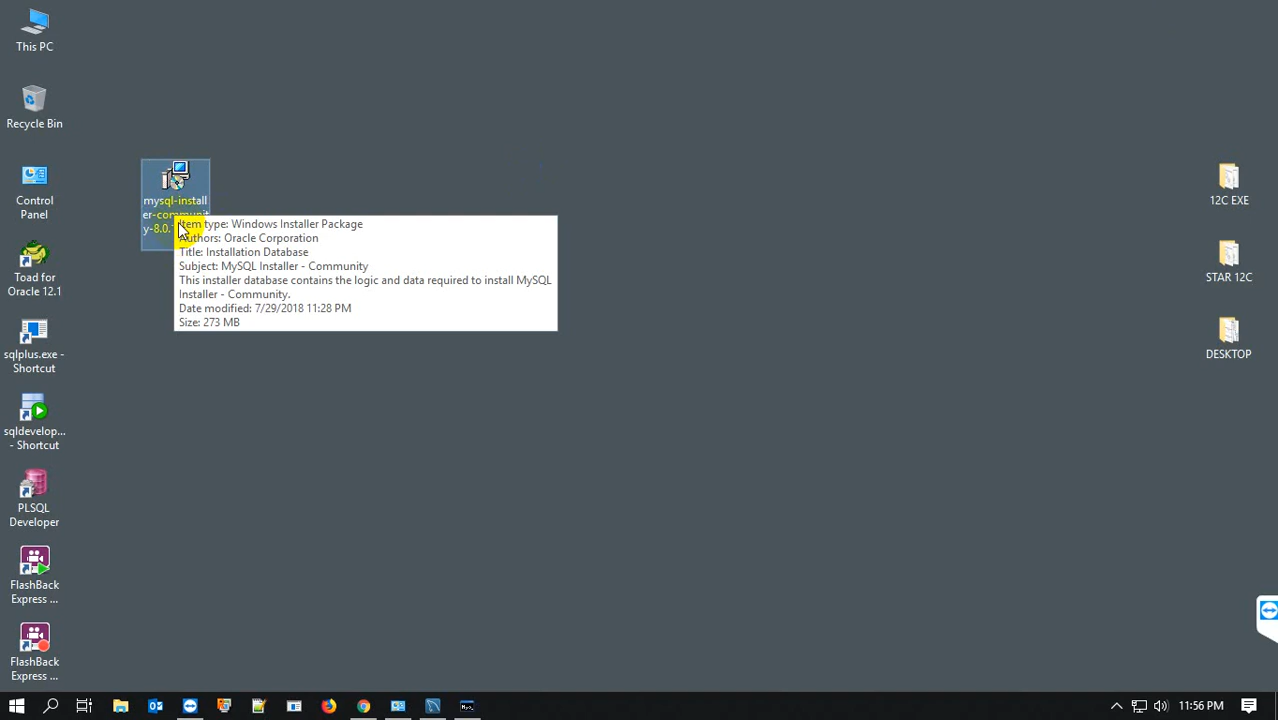 This PC
Recycle Bin
Control
Panel
Toad for
Oracle 12.1
sqlplus.exe -
Shortcut
sqldevelop...
- Shortcut
PLSQL
Developer
FlashBack
Express ...
FlashBack
Express ...
mysql-install
er-communit
y-8.0.
Item type: Windows Installer Package
Authors: Oracle Corporation
Title: Installation Database
Subject: MySQL Installer - Community
This installer database contains the logic and data required to install MySQL
Installer - Community.
Date modified: 7/29/2018 11:28 PM
Size: 273 MB
12C EXE
STAR 12C
DESKTOP
11:56 PM